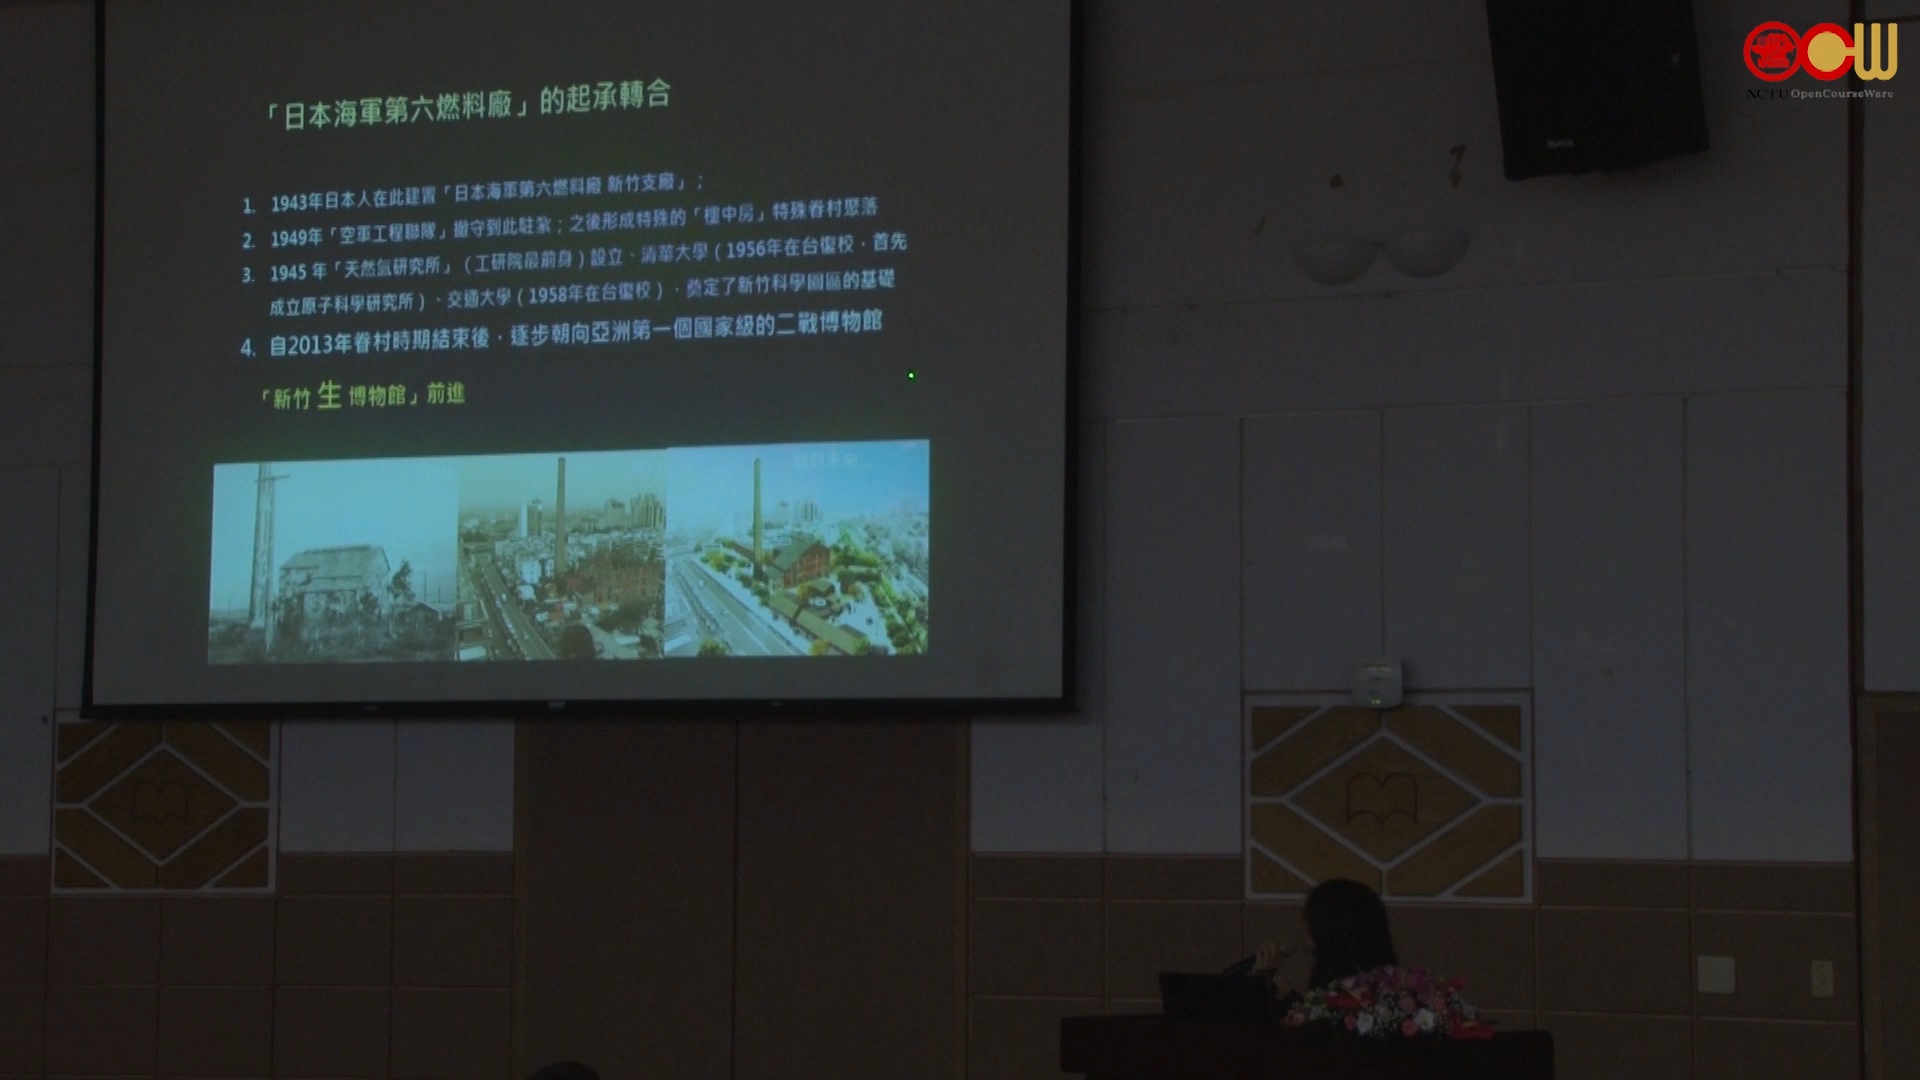 「日本海軍第六燃料廠」的起承轉合
1. 1943年日本人在此建置「日本海軍第六燃料廠 新竹支廠」；
2. 1949年「空軍工程聯隊」撤守到此駐紮；之後形成特殊的「樓中房」特殊眷村聚落
3. 1945 年「天然氣研究所」（工研院最前身）設立、清華大學（1956年在台復校，首先
成立原子科學研究所）、交通大學（1958年在台復校），奠定了新竹科學園區的基礎
4. 自2013年眷村時期結束後，逐步朝向亞洲第一個國家級的二戰博物館
「新竹 生 博物館」前進
朝向未來...
OCW
NCTU OpenCourseWare